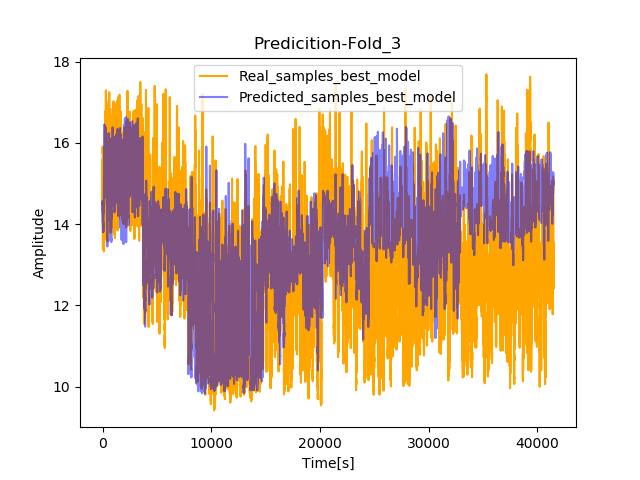 Predicition-Fold_3
Real_samples_best_model
Predicted_samples_best_model
18
16
14
12
10
Amplitude
0
10000
20000
30000
40000
Time[s]